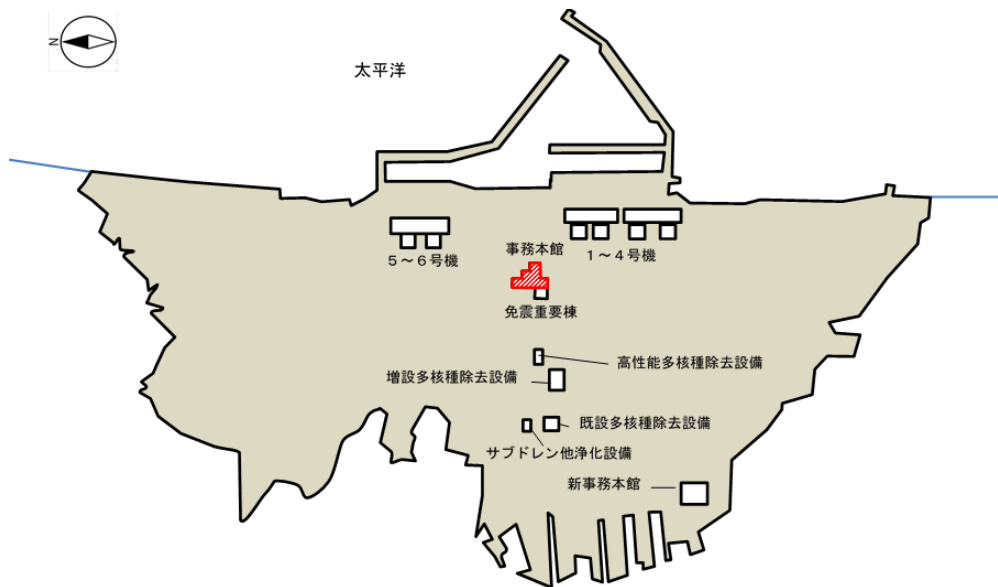 N
太平洋
事務本館
5～6号機
1～4号機
免震重要棟
高性能多核種除去設備
増設多核種除去設備
既設多核種除去設備
サブドレン他浄化設備
新事務本館